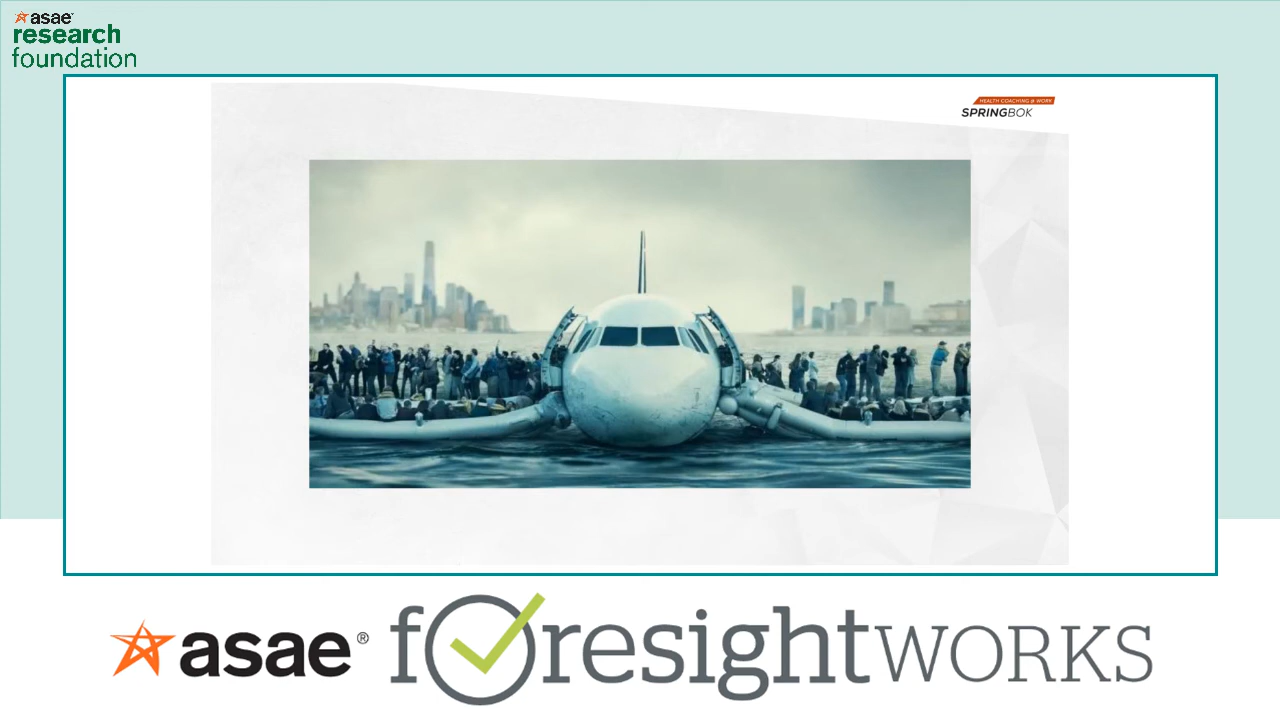 asae
research
foundation
HEALTH COACHING @ WORK
SPRINGBOK
asae® foresightWORKS